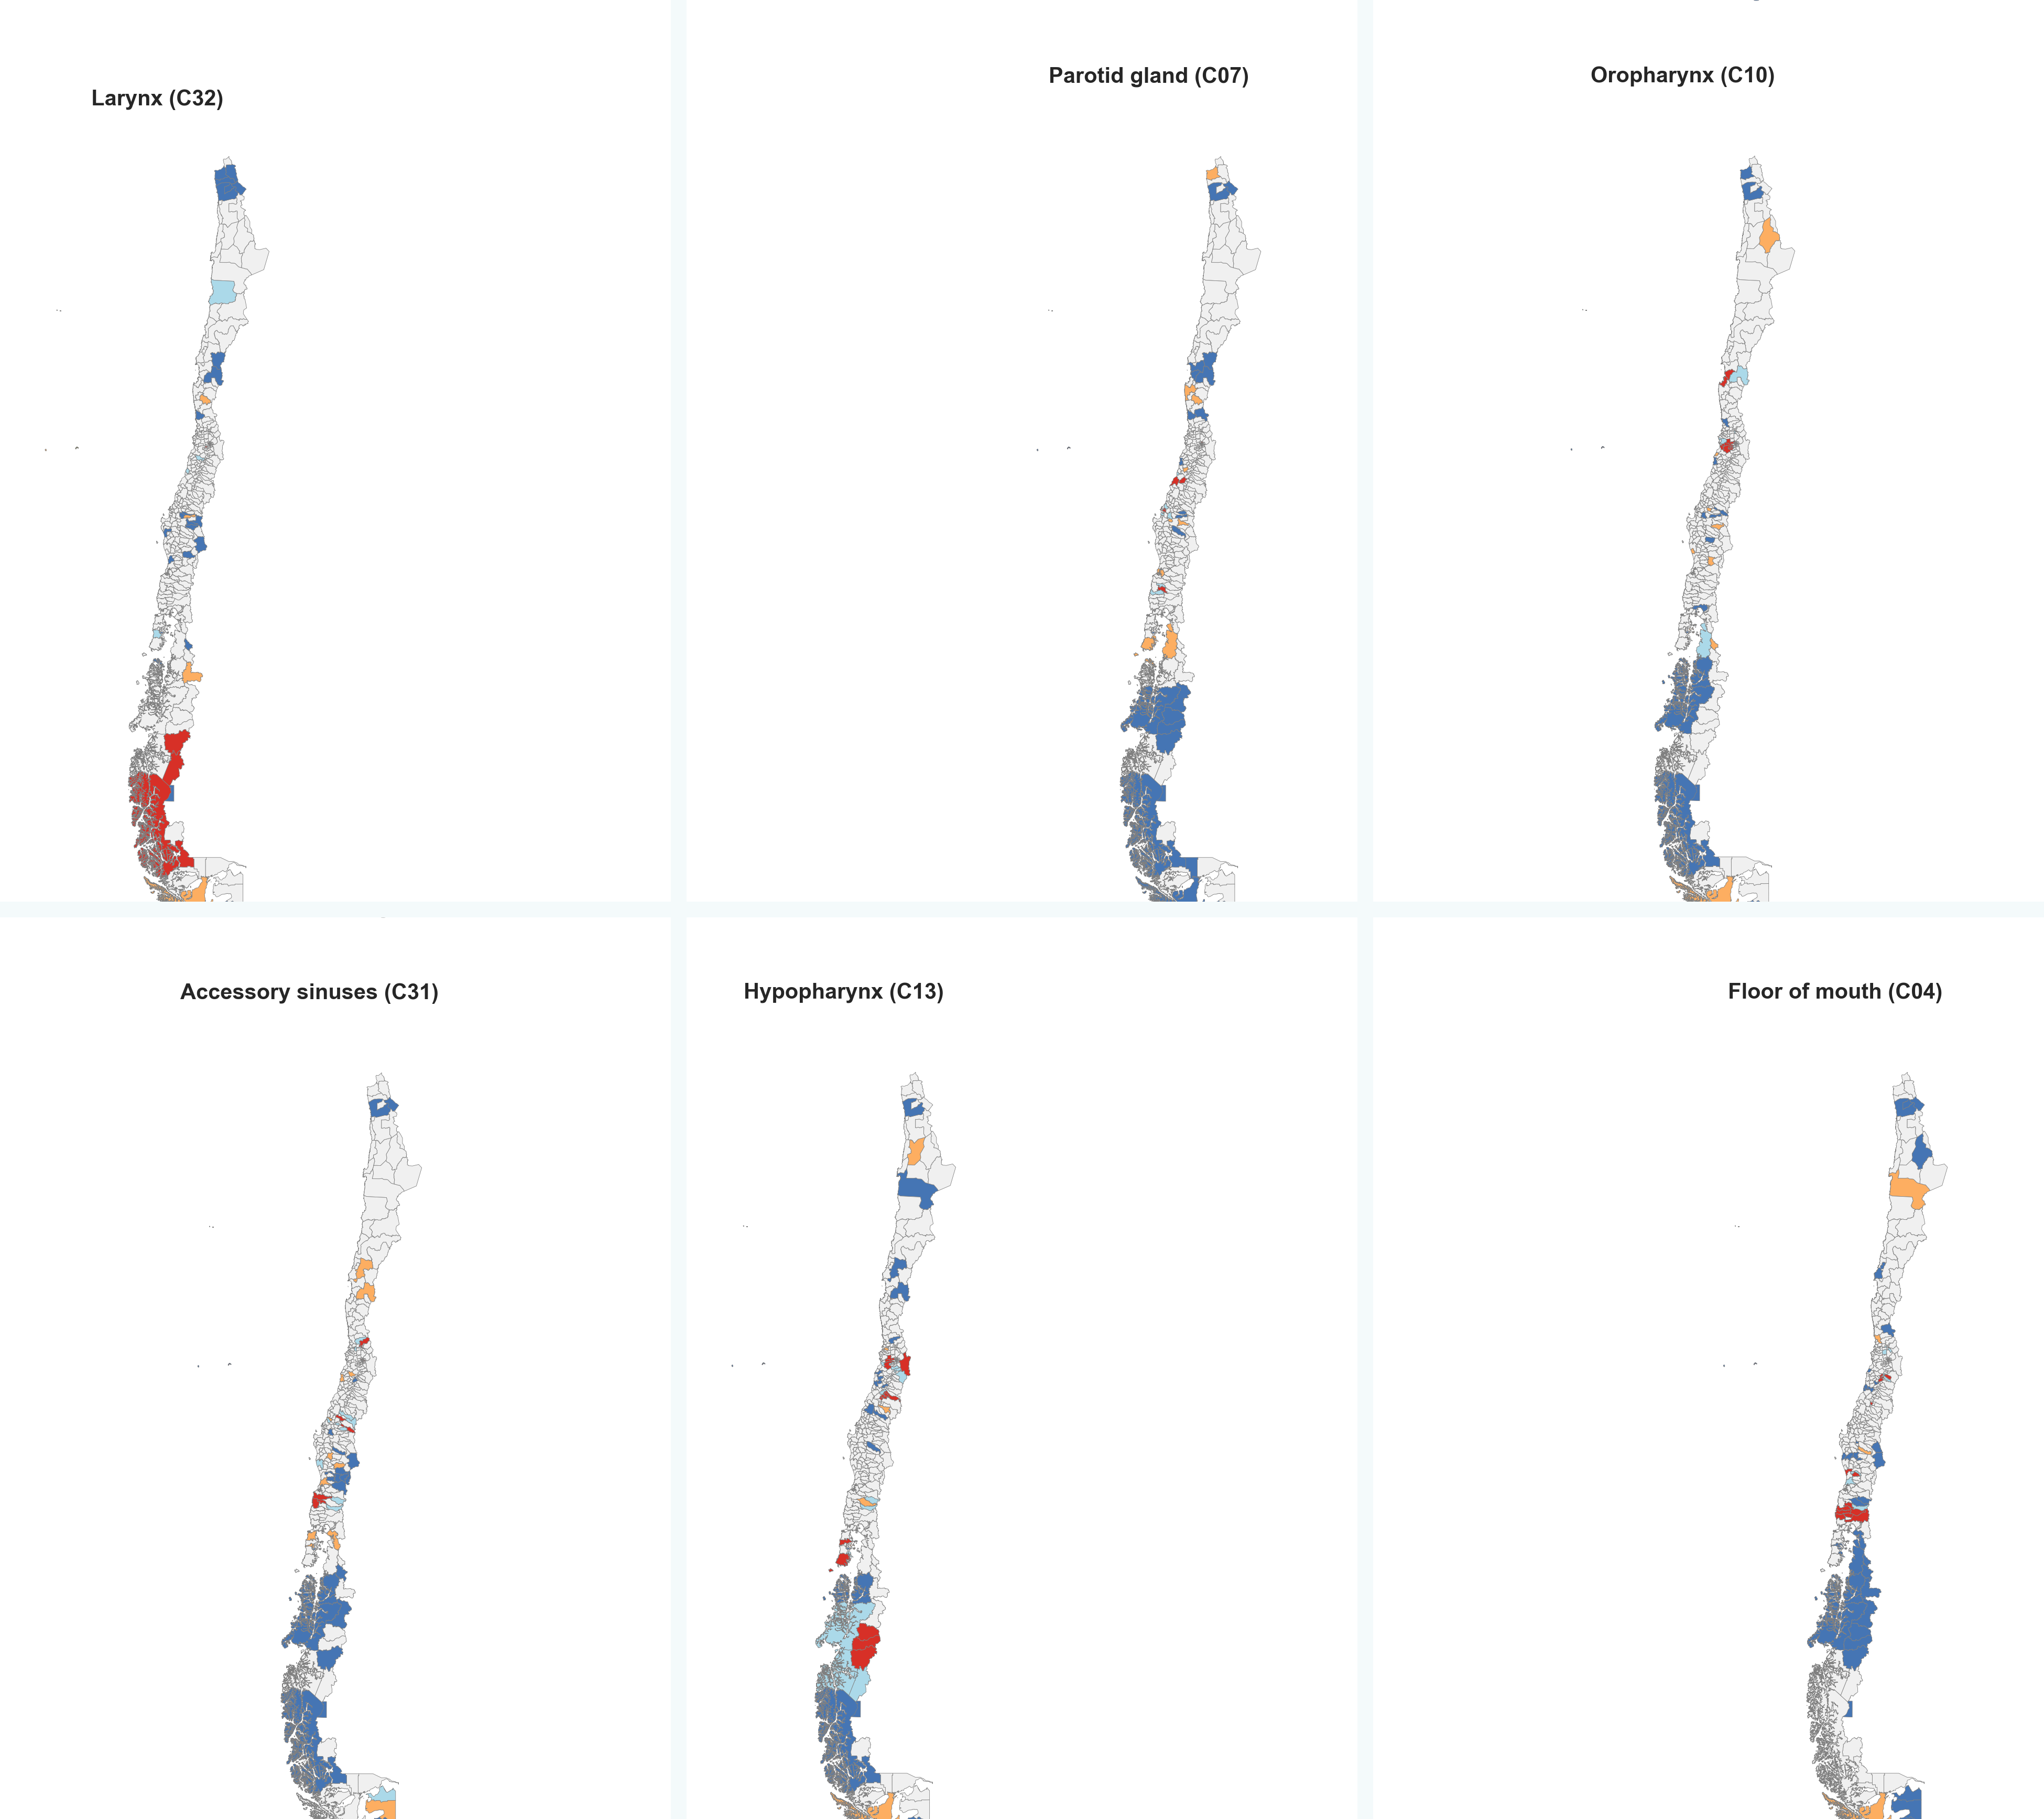 Larynx (C32)
Parotid gland (C07)
Oropharynx (C10)
Accessory sinuses (C31)
Hypopharynx (C13)
Floor of mouth (C04)